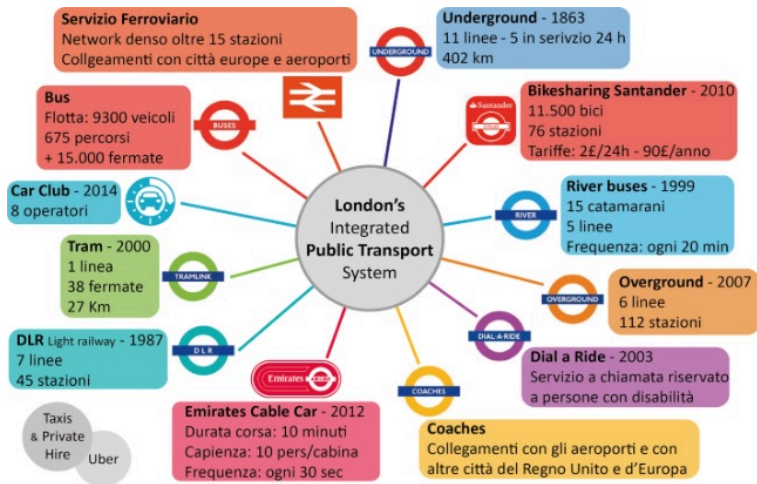 Servizio Ferroviario
Network denso oltre 15 stazioni
Collgeamenti con città europe e aeroporti
Underground - 1863
11 linee - 5 in serivzio 24 h
402 km
UNDERGROUND
Bus
Flotta: 9300 veicoli
675 percorsi
+ 15.000 fermate
BUSES
Santander
Bikesharing Santander - 2010
11.500 bici
76 stazioni
Tariffe: 2£/24h - 90£/anno
Car Club - 2014
8 operatori
London's
Integrated
Public Transport
System
RIVER
River buses - 1999
15 catamarani
5 linee
Frequenza: ogni 20 min
Tram - 2000
1 linea
38 fermate
27 Km
TRAMLINK
OVERGROUND
Overground - 2007
6 linee
112 stazioni
DLR Light railway - 1987
7 linee
45 stazioni
DLR
DIAL-A-RIDE
Dial a Ride - 2003
Servizio a chiamata riservato
a persone con disabilità
Emirates
Emirates Cable Car - 2012
Durata corsa: 10 minuti
Capienza: 10 pers/cabina
Frequenza: ogni 30 sec
COACHES
Coaches
Collegamenti con gli aeroporti e con
altre città del Regno Unito e d'Europa
Taxis
& Private
Hire
Uber